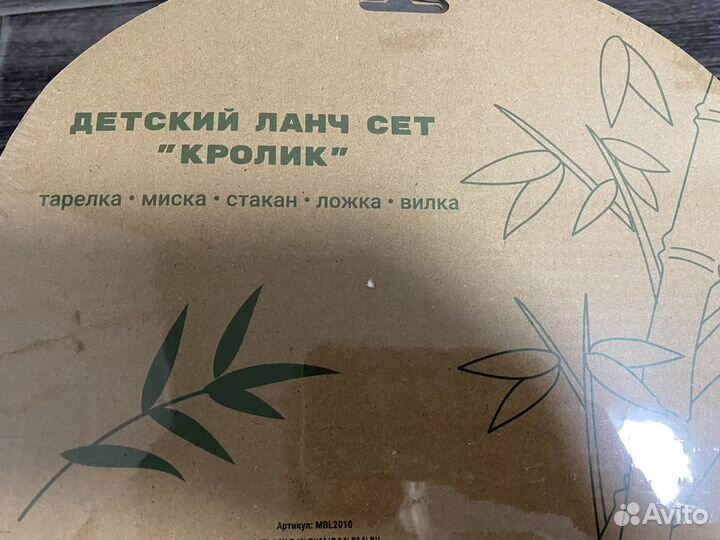 ДЕТСКИЙ ЛАНЧ СЕТ
"КРОЛИК"
тарелка • миска • стакан • ложка • вилка
Артикул: MBL2010
Avito